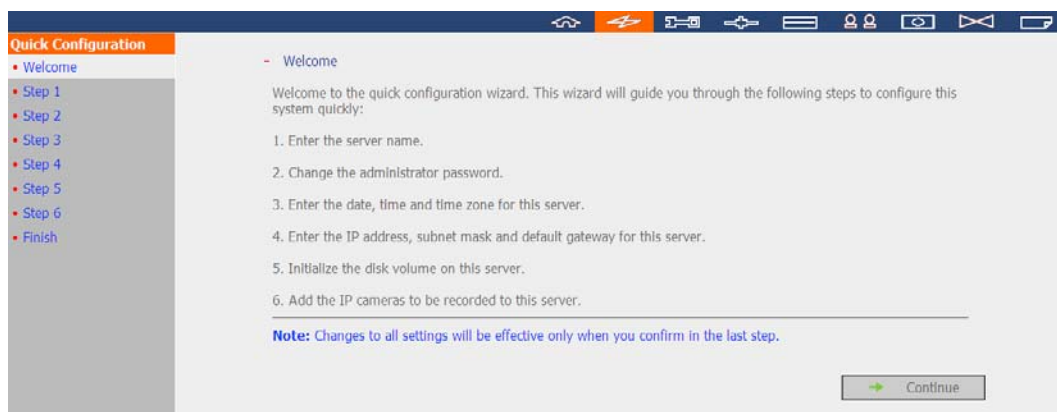 Quick Configuration
• Welcome
• Step 1
• Step 2
• Step 3
• Step 4
• Step 5
• Step 6
• Finish
- Welcome
Welcome to the quick configuration wizard. This wizard will guide you through the following steps to configure this
system quickly:
1. Enter the server name.
2. Change the administrator password.
3. Enter the date, time and time zone for this server.
4. Enter the IP address, subnet mask and default gateway for this server.
5. Initialize the disk volume on this server.
6. Add the IP cameras to be recorded to this server.
Note: Changes to all settings will be effective only when you confirm in the last step.
Continue